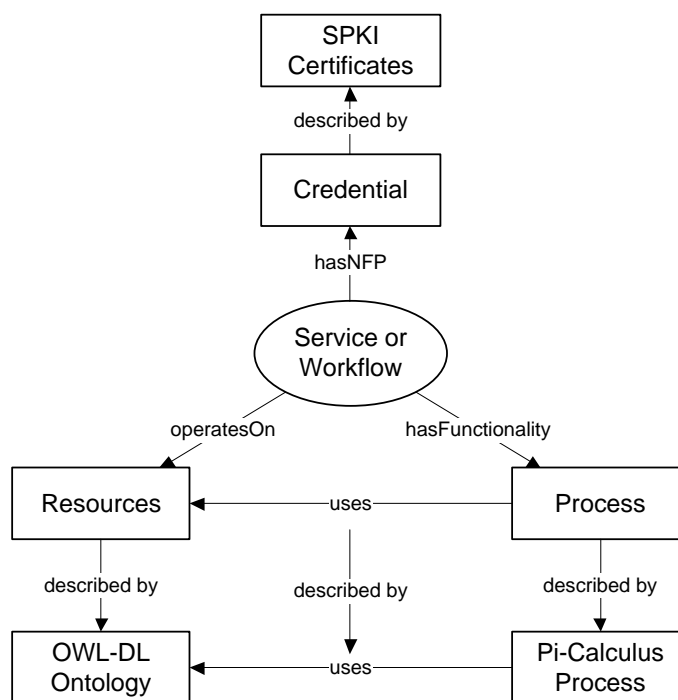 SPKI
Certificates
described by
Credential
hasNFP
Service or
Workflow
operatesOn
hasFunctionality
Resources
uses
Process
described by
described by
described by
OWL-DL
Ontology
uses
Pi-Calculus
Process